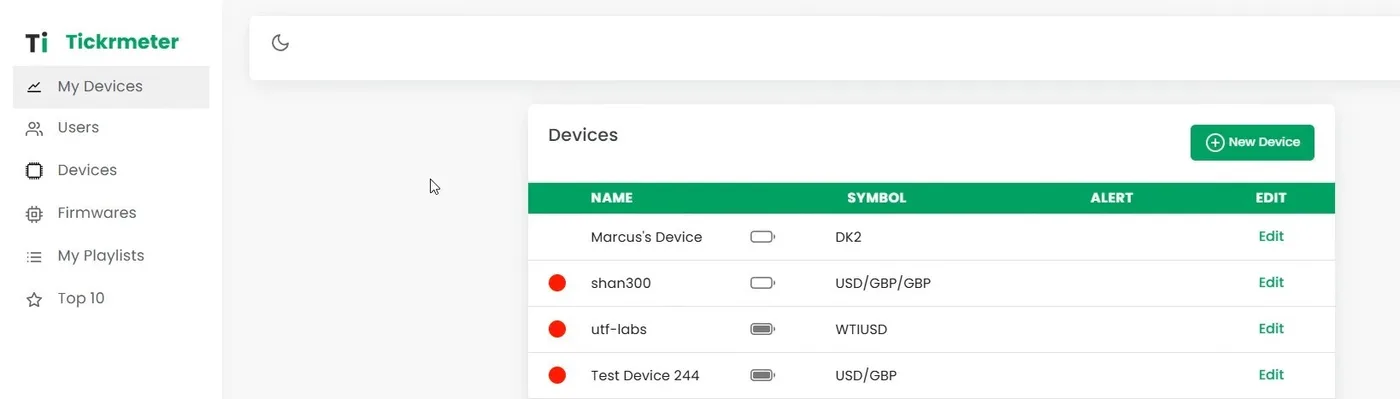 Ti Tickrmeter
My Devices
Users
Devices
Firmwares
My Playlists
Top 10
Devices
New Device
NAME SYMBOL ALERT EDIT
Marcus's Device DK2 Edit
shan300 USD/GBP/GBP Edit
utf-labs WTIUSD Edit
Test Device 244 USD/GBP Edit